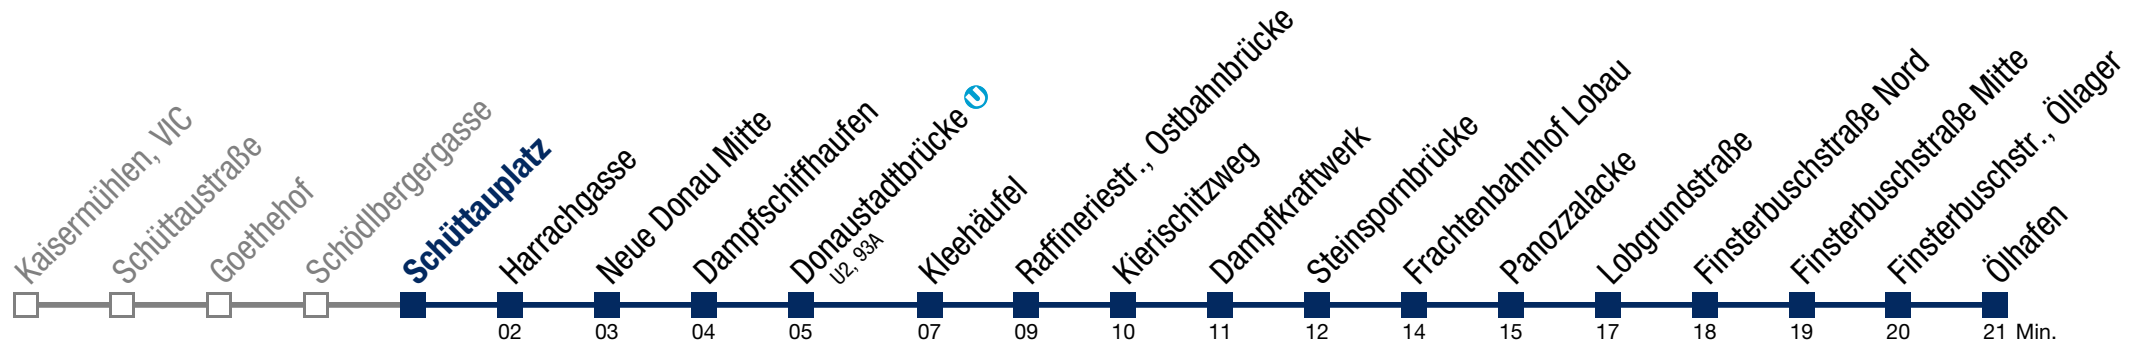 Kaisermühlen, VIC
Schüttaustraße
Goethehof
Schödlbergergasse
Schüttauplatz
Harrachgasse
Neue Donau Mitte
Dampfschiffhaufen
Donaustadtbrücke U
U2, 93A
Kleehäufel
Raffineriestr., Ostbahnbrücke
Kierischitzweg
Dampfkraftwerk
Steinspornbrücke
Frachtenbahnhof Lobau
Panozzalacke
Lobgrundstraße
Finsterbuschstraße Nord
Finsterbuschstraße Mitte
Finsterbuschstr., Öllager
Ölhafen
02 03 04 05 07 09 10 11 12 14 15 17 18 19 20 21 Min.